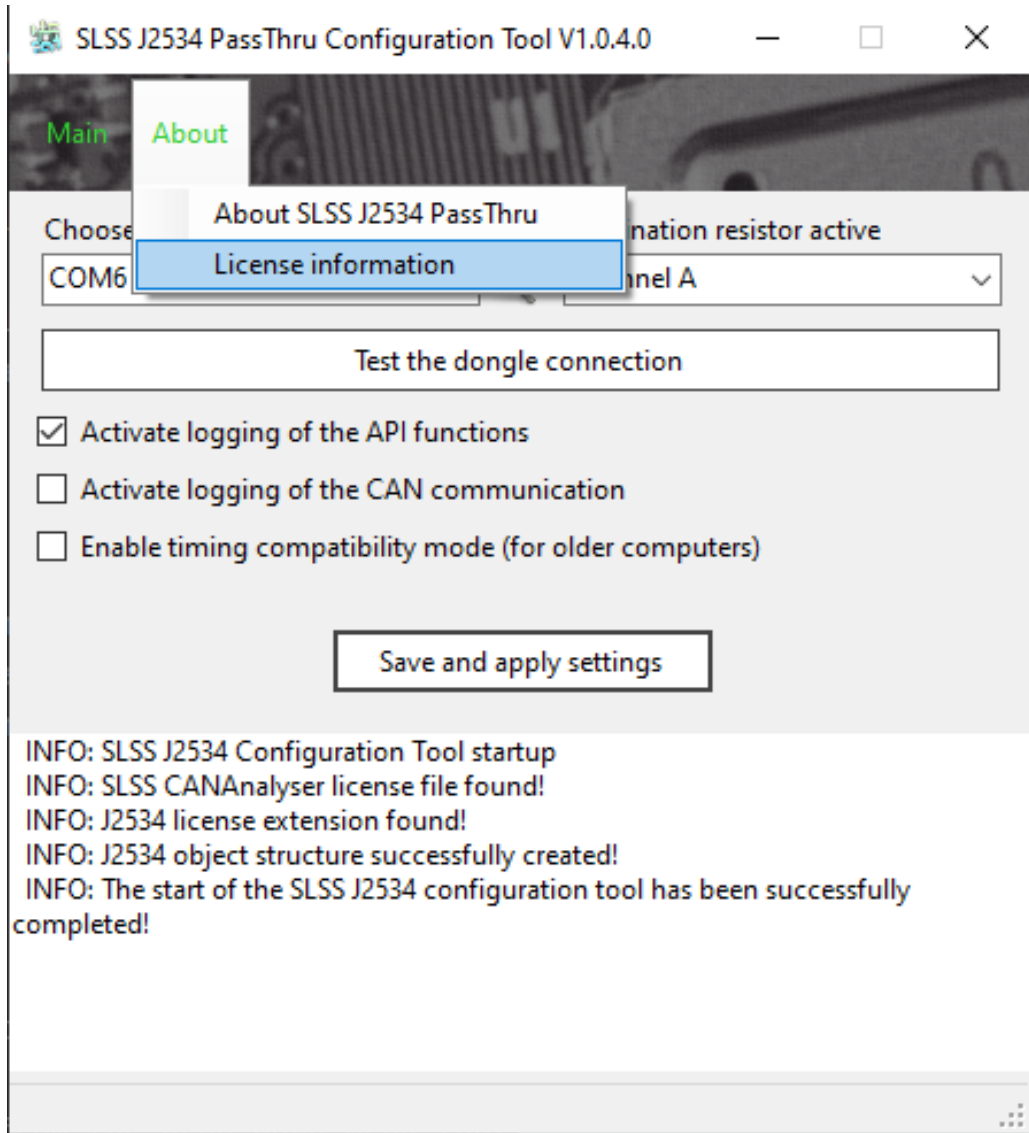 SLSS J2534 PassThru Configuration Tool V1.0.4.0
Main About
About SLSS J2534 PassThru
License information
Choose
resistor active
COM6
A
Test the dongle connection
Activate logging of the API functions
Activate logging of the CAN communication
Enable timing compatibility mode (for older computers)
Save and apply settings
INFO: SLSS J2534 Configuration Tool startup
INFO: SLSS CANAnalyser license file found!
INFO: J2534 license extension found!
INFO: J2534 object structure successfully created!
INFO: The start of the SLSS J2534 configuration tool has been successfully
completed!